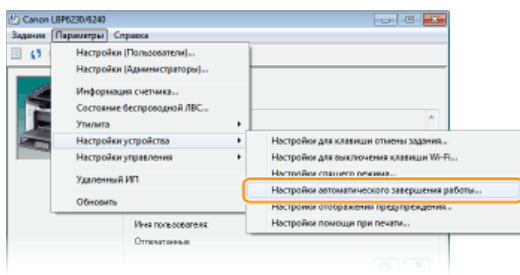 Canon LBP6230/6240
Задание Параметры Справка
Настройки (Пользователи)...
Настройки (Администраторы)...
Информация счетчика...
Состояние беспроводной ЛВС...
Утилита
Настройки устройства
Настройки управления
Удаленный ИП
Обновить
Настройки для клавиши отмены задания...
Настройки для выключения клавиши Wi-Fi...
Настройки спящего режима...
Настройки автоматического завершения работы...
Настройки отображения предупреждения...
Настройки помощи при печати...
Имя пользователя:
Отпечатанные